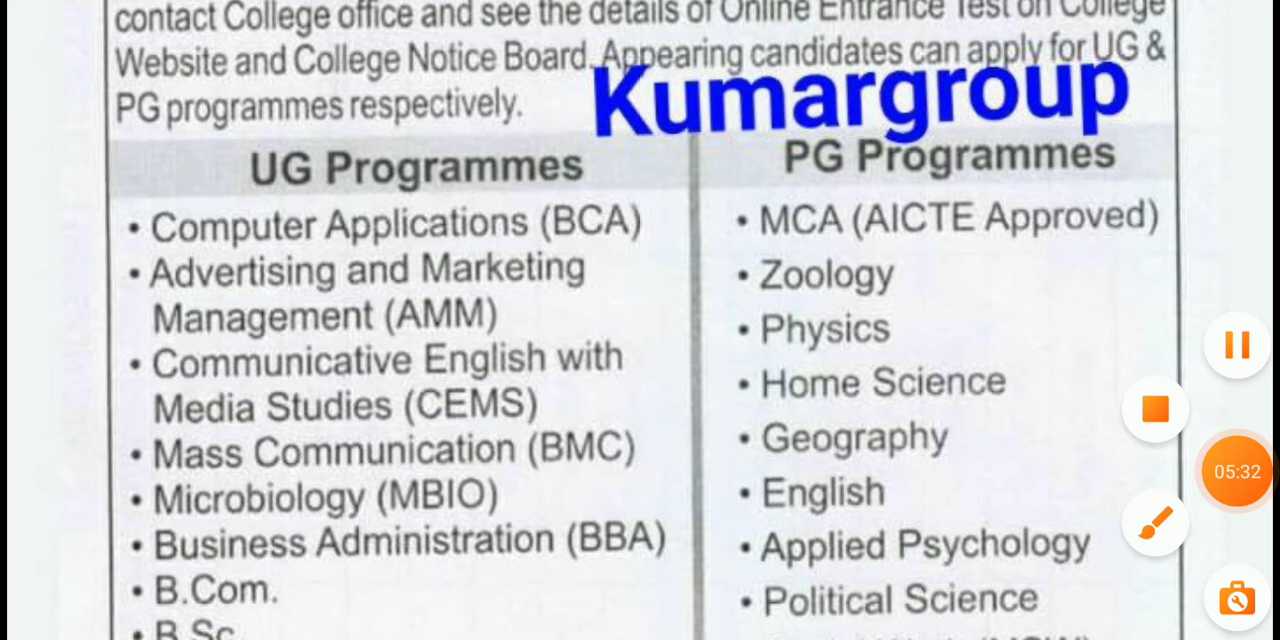 contact College office and see the details of Online Entrance Test on College
Website and College Notice Board. Appearing candidates can apply for UG &
PG programmes respectively.
Kumargroup
UG Programmes
• Computer Applications (BCA)
• Advertising and Marketing
Management (AMM)
• Communicative English with
Media Studies (CEMS)
• Mass Communication (BMC)
• Microbiology (MBIO)
• Business Administration (BBA)
• B.Com.
• B.Sc.
PG Programmes
• MCA (AICTE Approved)
• Zoology
• Physics
• Home Science
• Geography
• English
• Applied Psychology
• Political Science
05:32